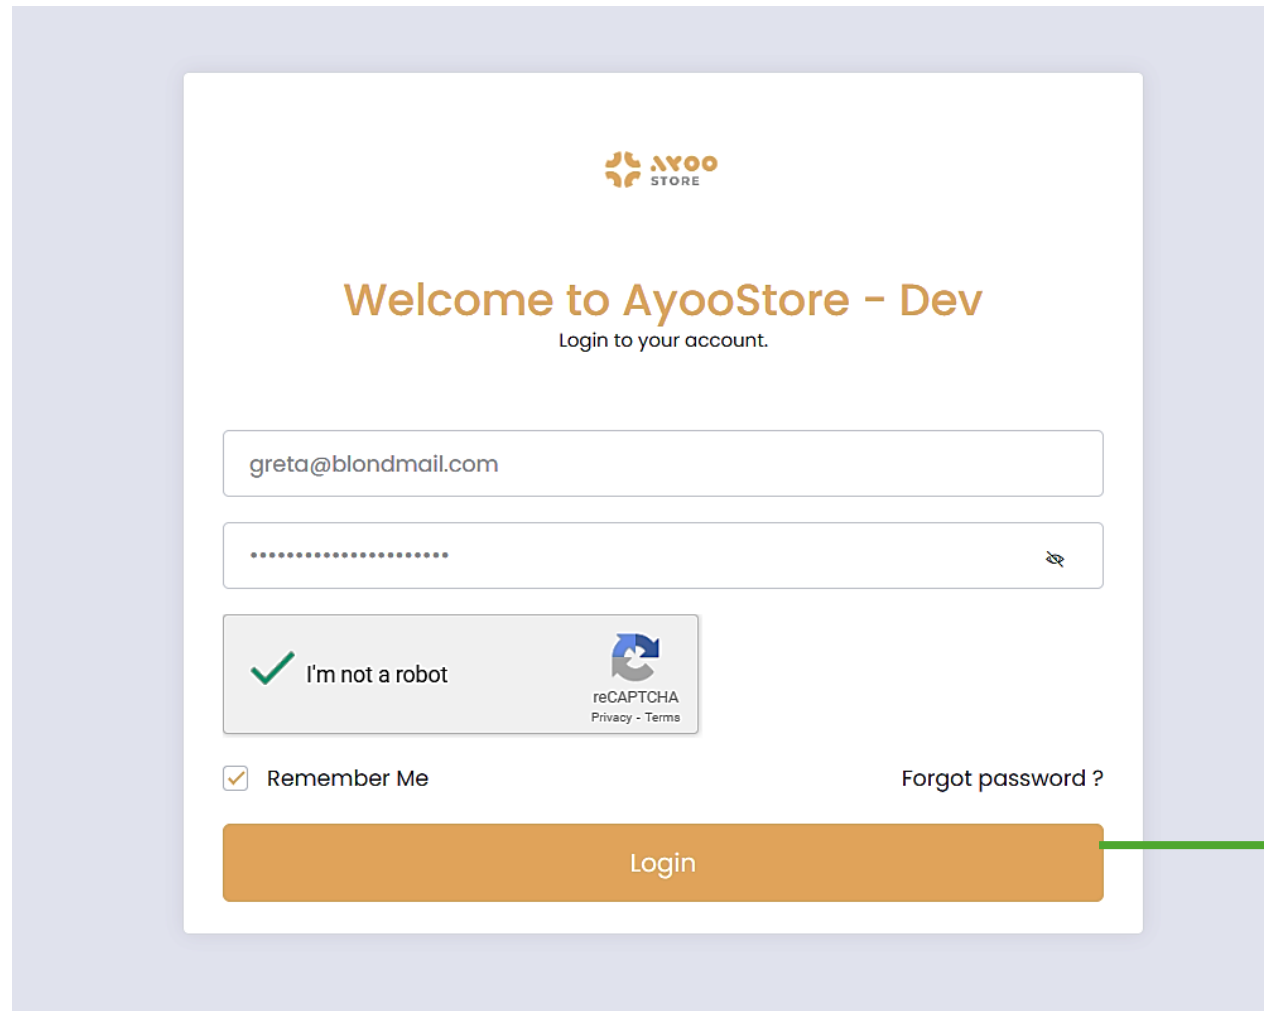 AYOO
STORE
Welcome to AyooStore - Dev
Login to your account.
greta@blondmail.com
••••••••••••••••••••••
I'm not a robot
reCAPTCHA
Privacy - Terms
Remember Me
Forgot password ?
Login